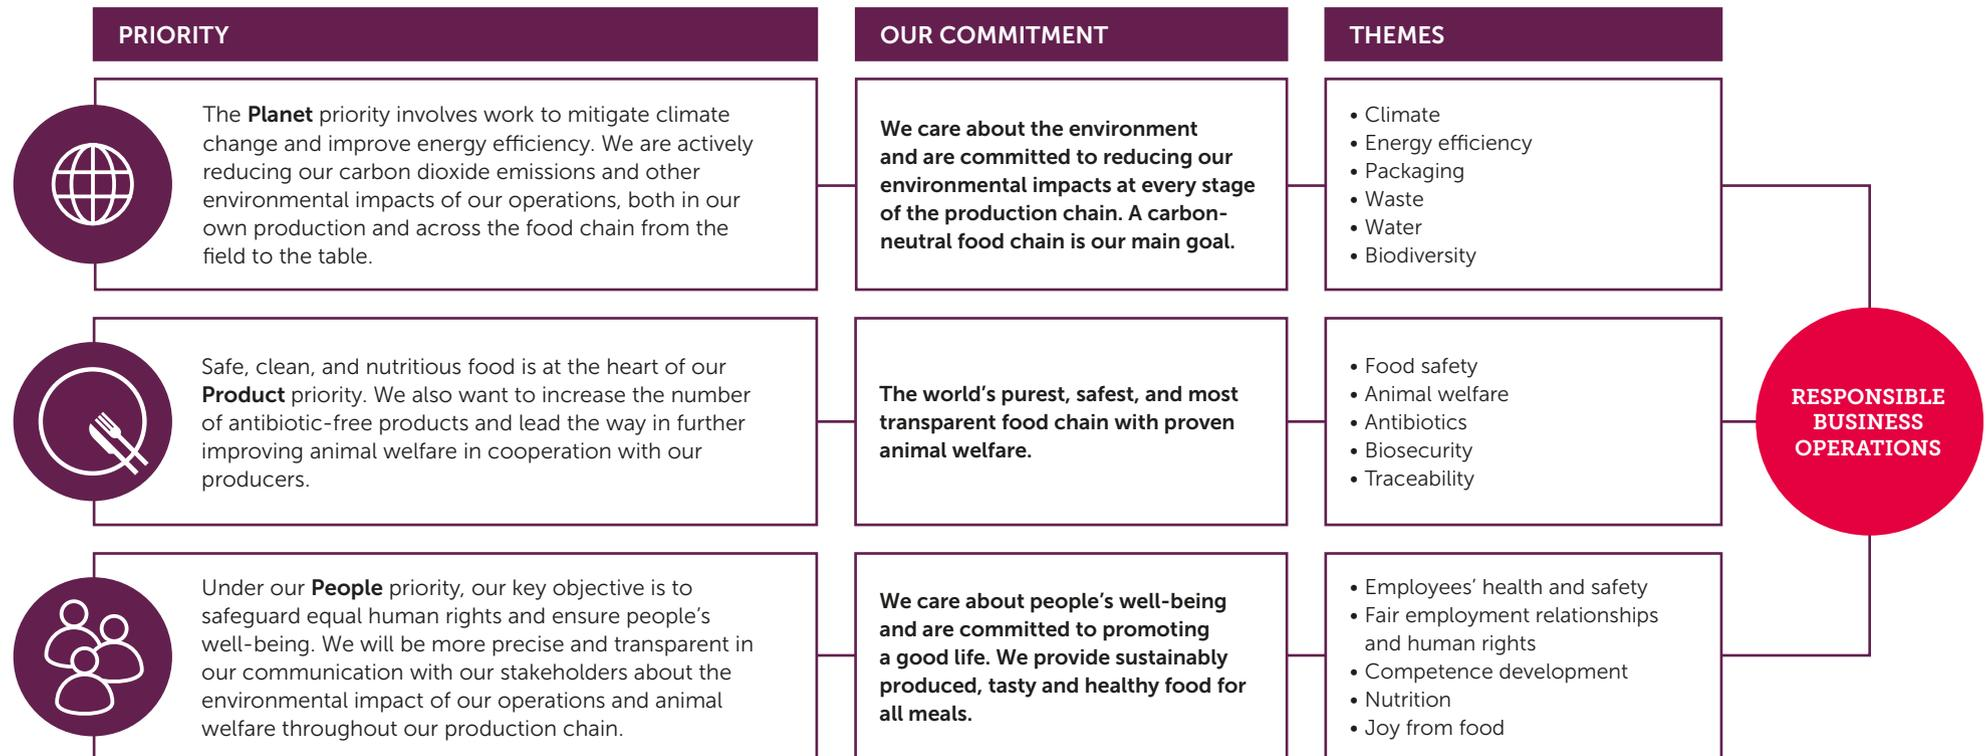 PRIORITY
OUR COMMITMENT
THEMES
The Planet priority involves work to mitigate climate
change and improve energy efficiency. We are actively
reducing our carbon dioxide emissions and other
environmental impacts of our operations, both in our
own production and across the food chain from the
field to the table.
We care about the environment
and are committed to reducing our
environmental impacts at every stage
of the production chain. A carbon-
neutral food chain is our main goal.
• Climate
• Energy efficiency
• Packaging
• Waste
• Water
• Biodiversity
Safe, clean, and nutritious food is at the heart of our
Product priority. We also want to increase the number
of antibiotic-free products and lead the way in further
improving animal welfare in cooperation with our
producers.
The world’s purest, safest, and most
transparent food chain with proven
animal welfare.
• Food safety
• Animal welfare
• Antibiotics
• Biosecurity
• Traceability
RESPONSIBLE
BUSINESS
OPERATIONS
Under our People priority, our key objective is to
safeguard equal human rights and ensure people’s
well-being. We will be more precise and transparent in
our communication with our stakeholders about the
environmental impact of our operations and animal
welfare throughout our production chain.
We care about people’s well-being
and are committed to promoting
a good life. We provide sustainably
produced, tasty and healthy food for
all meals.
• Employees’ health and safety
• Fair employment relationships
and human rights
• Competence development
• Nutrition
• Joy from food